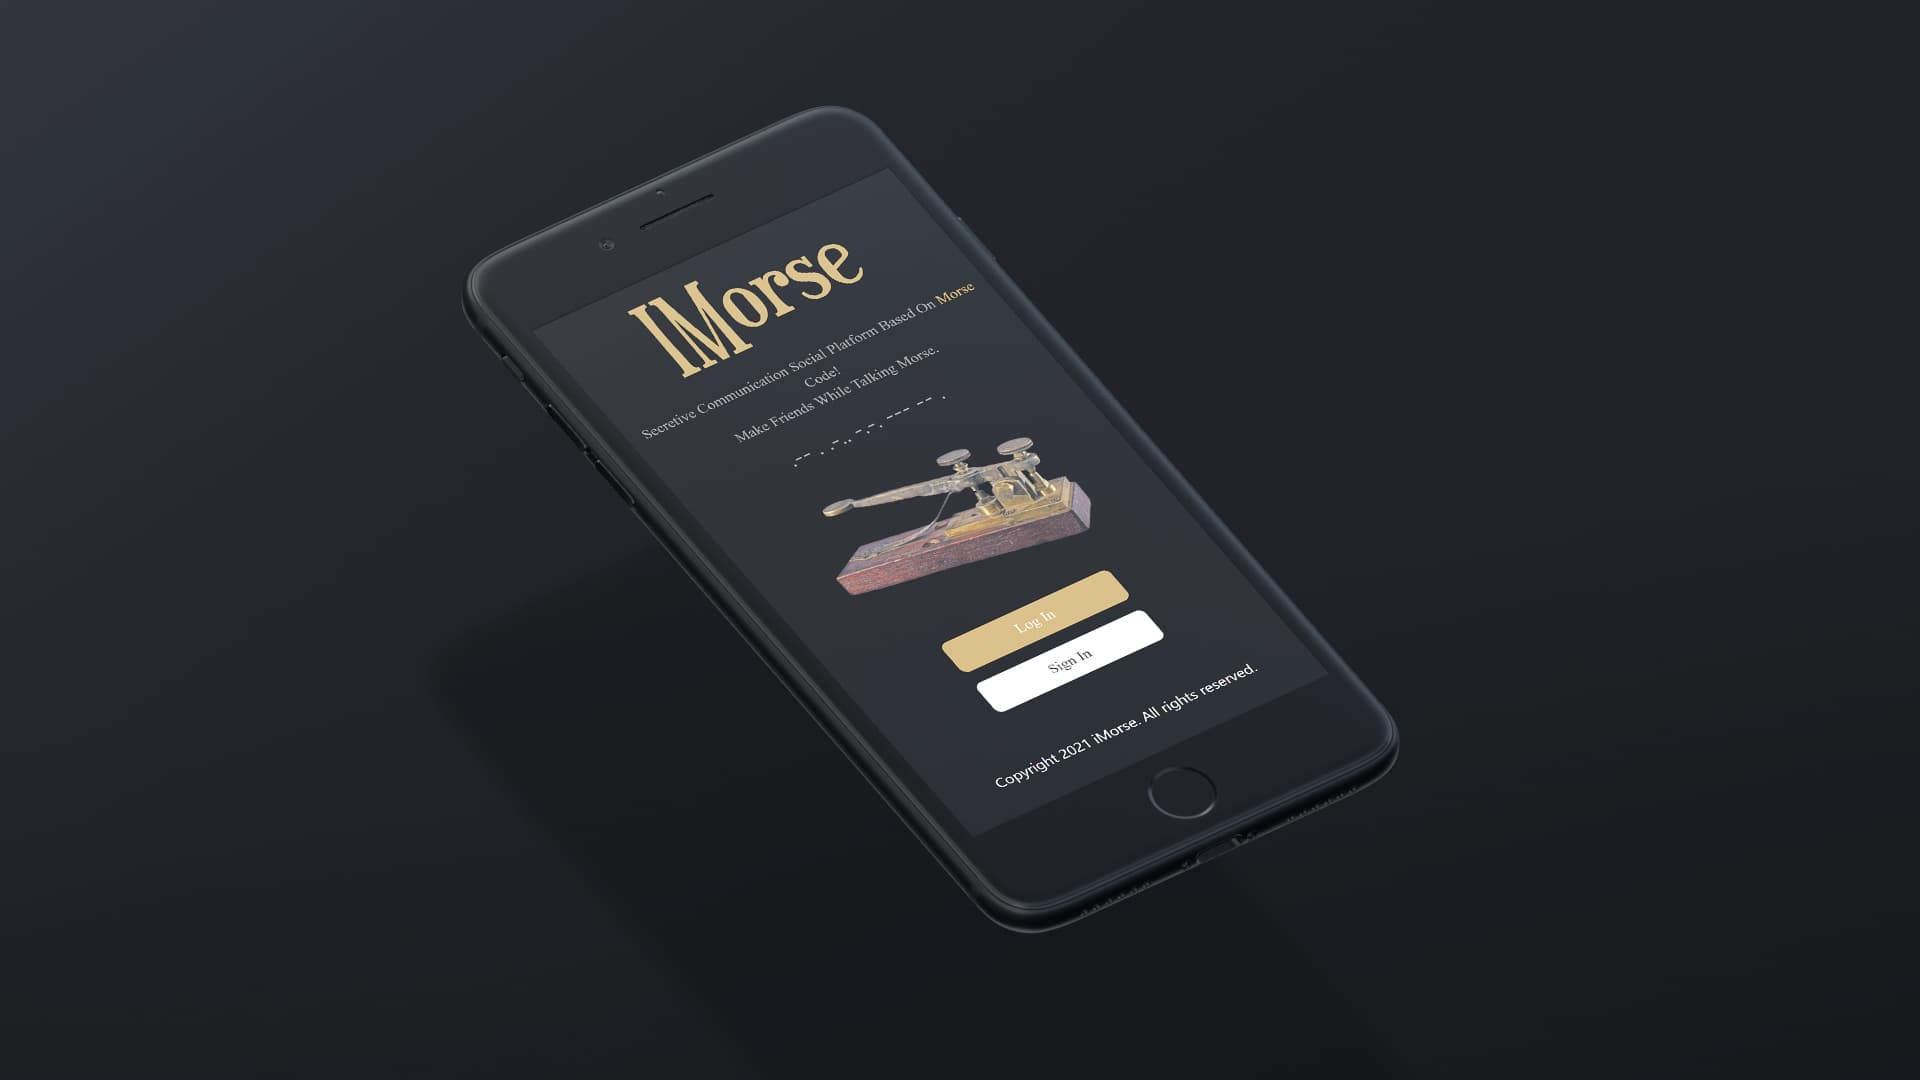 IMorse
Secretive Communication Social Platform Based On Morse
Code!
Make Friends While Talking Morse.
.-- . .-.. -.-. --- -- .
Log In
Sign In
Copyright 2021 iMorse. All rights reserved.